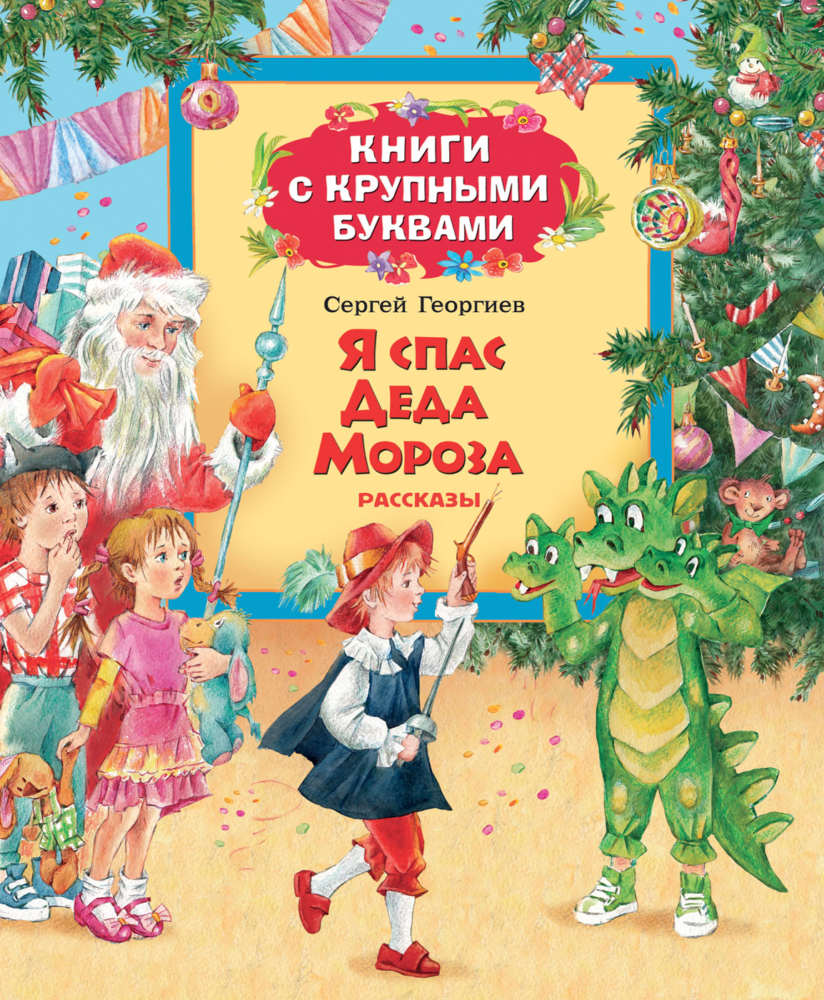 КНИГИ
С КРУПНЫМИ
БУКВАМИ
Сергей Георгиев
Я СПАС
ДЕДА
МОРОЗА
РАССКАЗЫ